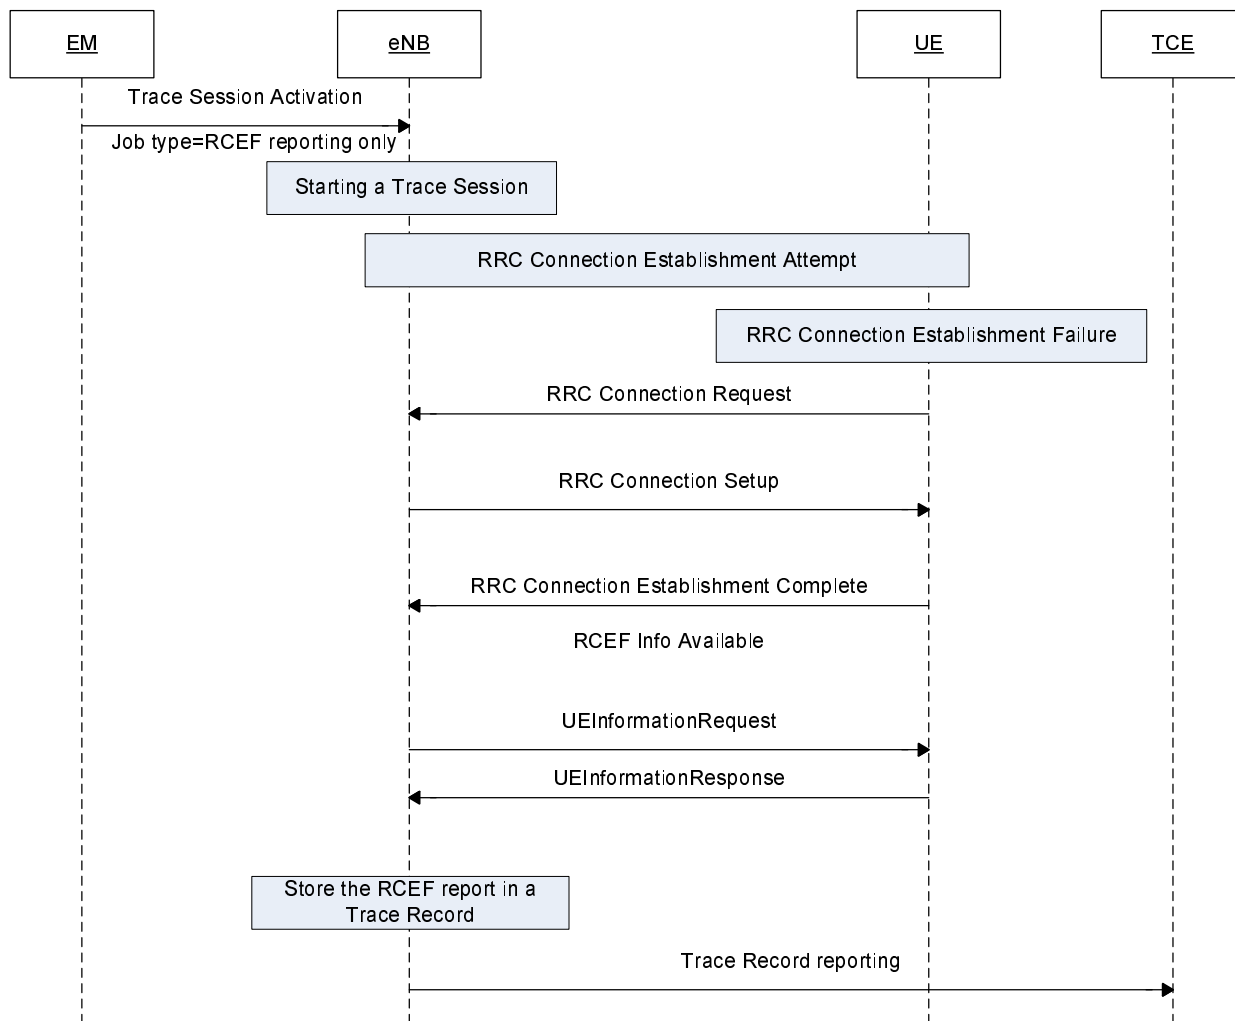 EM
eNB
UE
TCE
Trace Session Activation
Job type=RCEF reporting only
Starting a Trace Session
RRC Connection Establishment Attempt
RRC Connection Establishment Failure
RRC Connection Request
RRC Connection Setup
RRC Connection Establishment Complete
RCEF Info Available
UEInformationRequest
UEInformationResponse
Store the RCEF report in a
Trace Record
Trace Record reporting